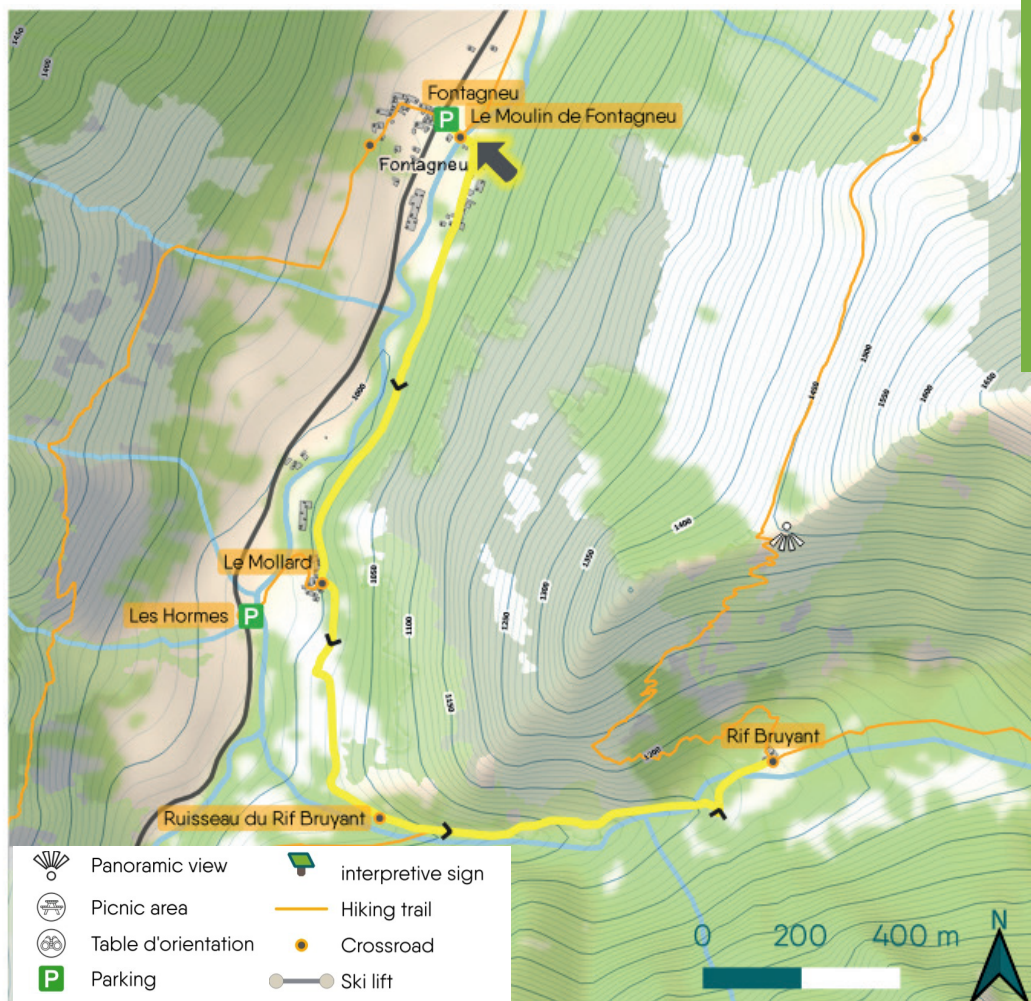 1450
1400
Fontagneu
P
Le Moulin de Fontagneu
Fontagneu
1000
1500
1450
1550
1600
1650
1400
1350
1300
1250
1050
1100
1150
Le Mollard
Les Hormes
P
1200
Rif Bruyant
Ruisseau du Rif Bruyant
Panoramic view
Picnic area
Table d'orientation
P Parking
interpretive sign
Hiking trail
Crossroad
Ski lift
0 200 400 m
N